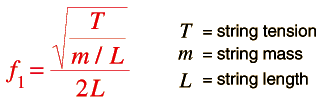 f₁ = √(T / (m / L)) / 2L
T = string tension
m = string mass
L = string length